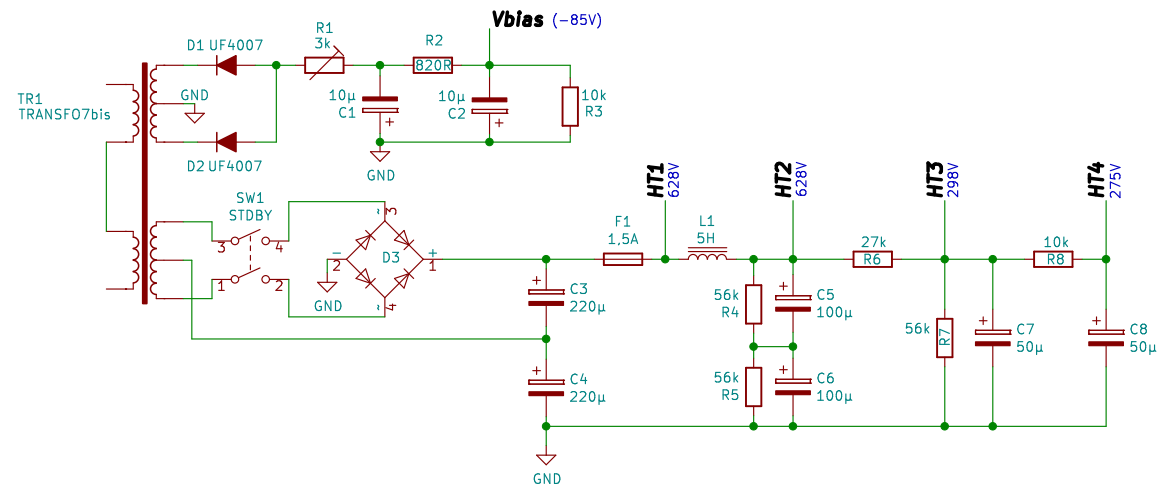 Vbias (-85V)
D1 UF4007
R1
3k
R2
820R
TR1
TRANSFO7bis
GND
10µ
C1
+
10µ
C2
+
10k
R3
D2 UF4007
GND
SW1
STDBY
3
4
1
2
~
3
D3
-
2
+
1
GND
~
4
F1
1,5A
HT1
628V
L1
5H
HT2
628V
HT3
298V
HT4
275V
27k
R6
10k
R8
+
C3
220µ
+
C4
220µ
56k
R4
+
C5
100µ
56k
R5
+
C6
100µ
56k
R7
+
C7
50µ
+
C8
50µ
GND